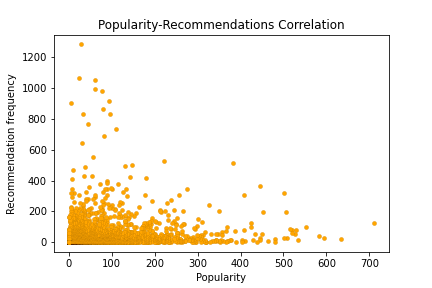 Popularity-Recommendations Correlation
1200
1000
800
600
400
200
0
Recommendation frequency
0 100 200 300 400 500 600 700
Popularity